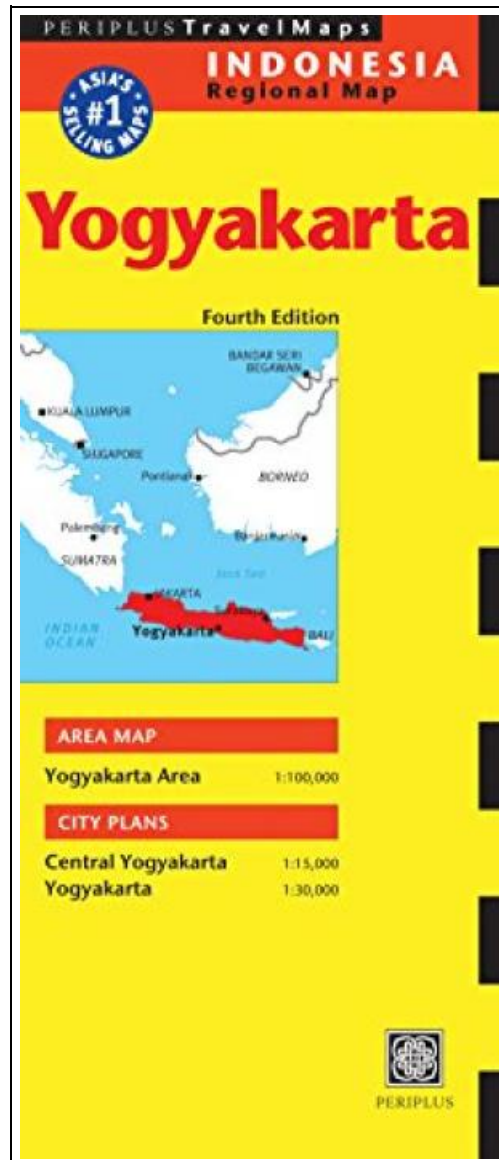 PERIPLUS TravelMaps
INDONESIA
Regional Map
ASIA'S
#1
SELLING MAPS
Yogyakarta
Fourth Edition
BANDAR SERI
BEGAWAN
KUALA LUMPUR
SINGAPORE
Pontianak
BORNEO
Palembang
Banjarmasin
SUMATRA
Java Sea
JAKARTA
Surabaya
INDIAN
OCEAN
Yogyakarta
BALI
AREA MAP
Yogyakarta Area 1:100,000
CITY PLANS
Central Yogyakarta 1:15,000
Yogyakarta 1:30,000
PERIPLUS